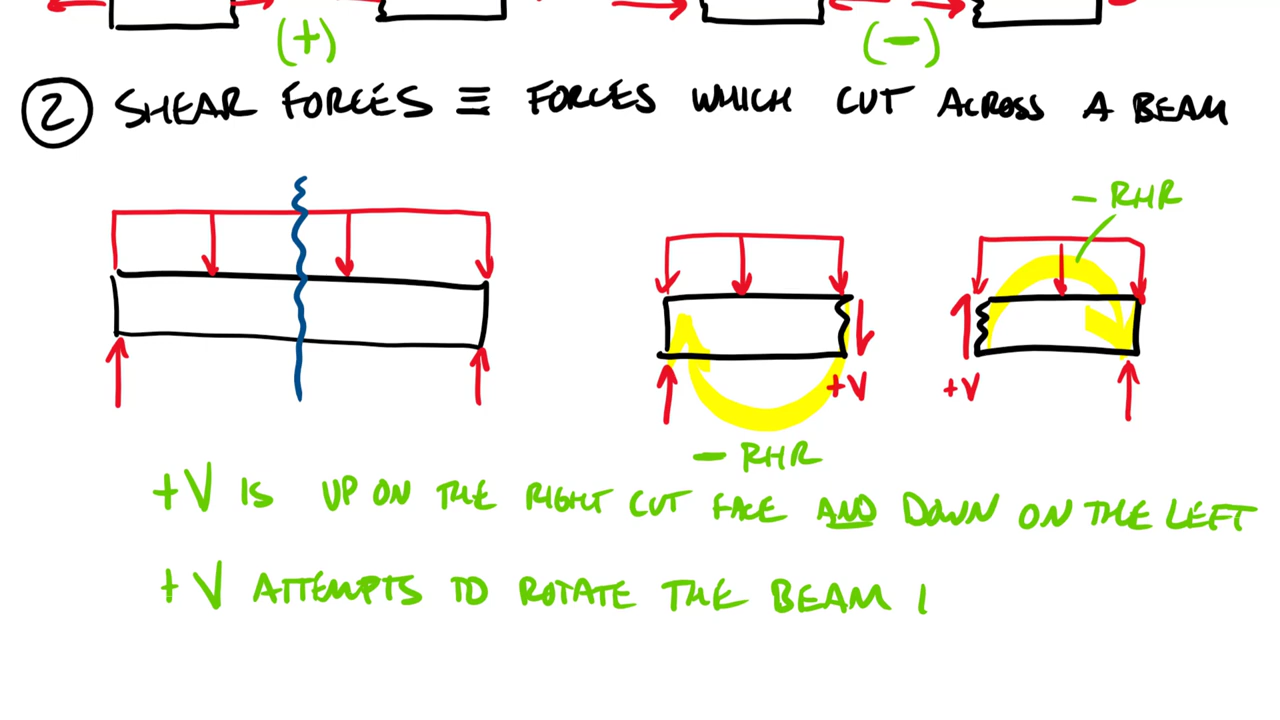 (+) (-)
2 SHEAR FORCES ≡ FORCES WHICH CUT ACROSS A BEAM
- RHR
+V +V
- RHR
+V IS UP ON THE RIGHT CUT FACE AND DOWN ON THE LEFT
+V ATTEMPTS TO ROTATE THE BEAM I